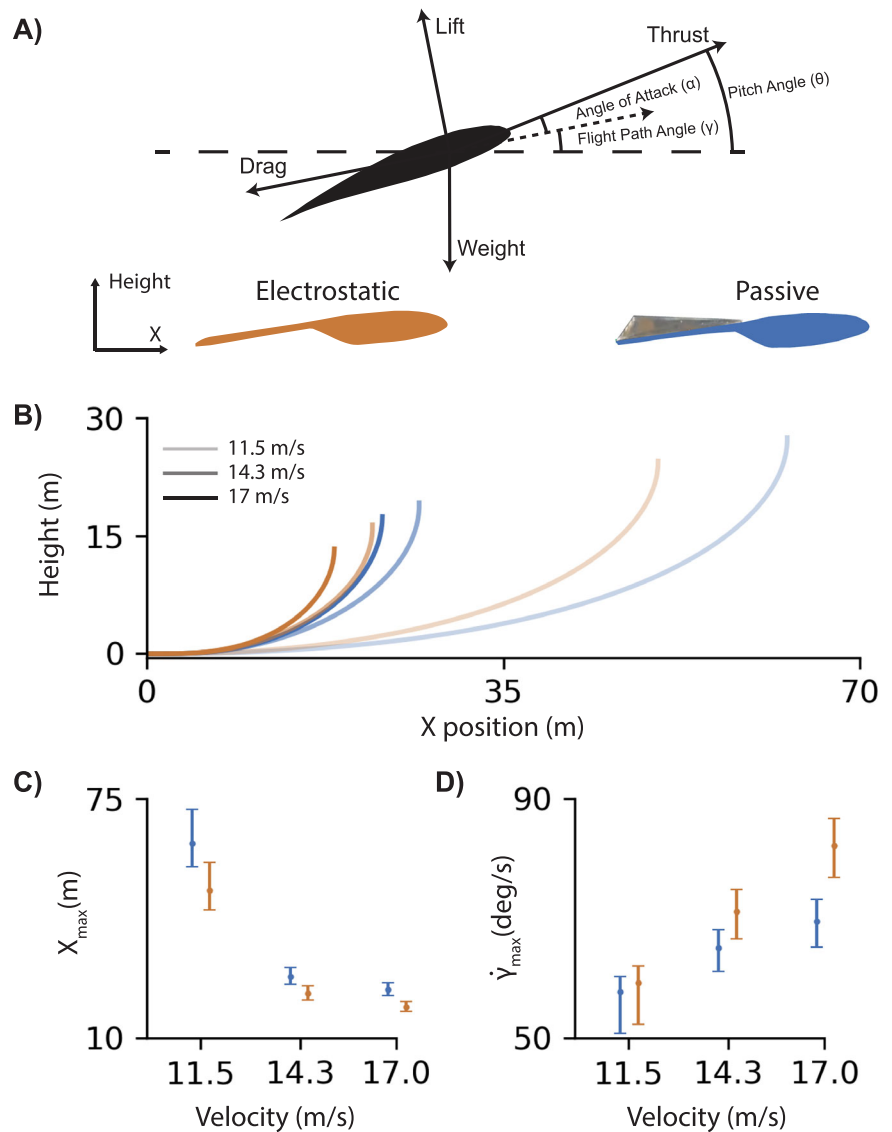 A)
Lift
Thrust
Angle of Attack (α)
Pitch Angle (θ)
Flight Path Angle (γ)
Drag
Weight
Height
X
Electrostatic
Passive
B)
30
15
0
Height (m)
11.5 m/s
14.3 m/s
17 m/s
0
35
70
X position (m)
C)
75
10
Xmax(m)
11.5
14.3
17.0
Velocity (m/s)
D)
90
50
γ̇max(deg/s)
11.5
14.3
17.0
Velocity (m/s)